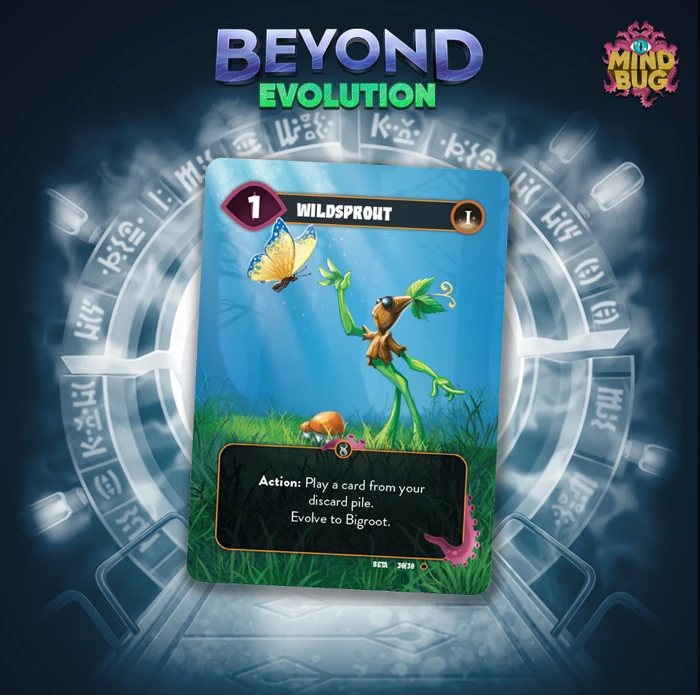 BEYOND
EVOLUTION
MIND
BUG
1
WILDSPROUT
I
Action: Play a card from your
discard pile.
Evolve to Bigroot.
BETA